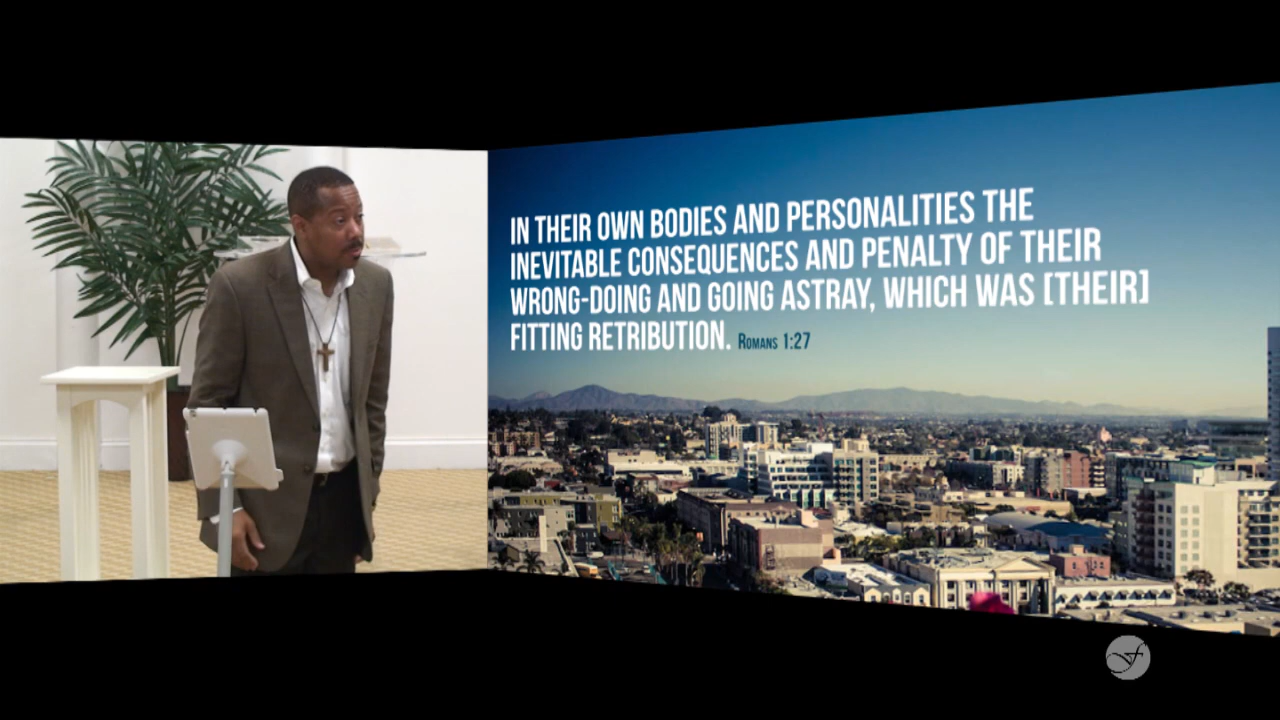 IN THEIR OWN BODIES AND PERSONALITIES THE
INEVITABLE CONSEQUENCES AND PENALTY OF THEIR
WRONG-DOING AND GOING ASTRAY, WHICH WAS [THEIR]
FITTING RETRIBUTION. ROMANS 1:27